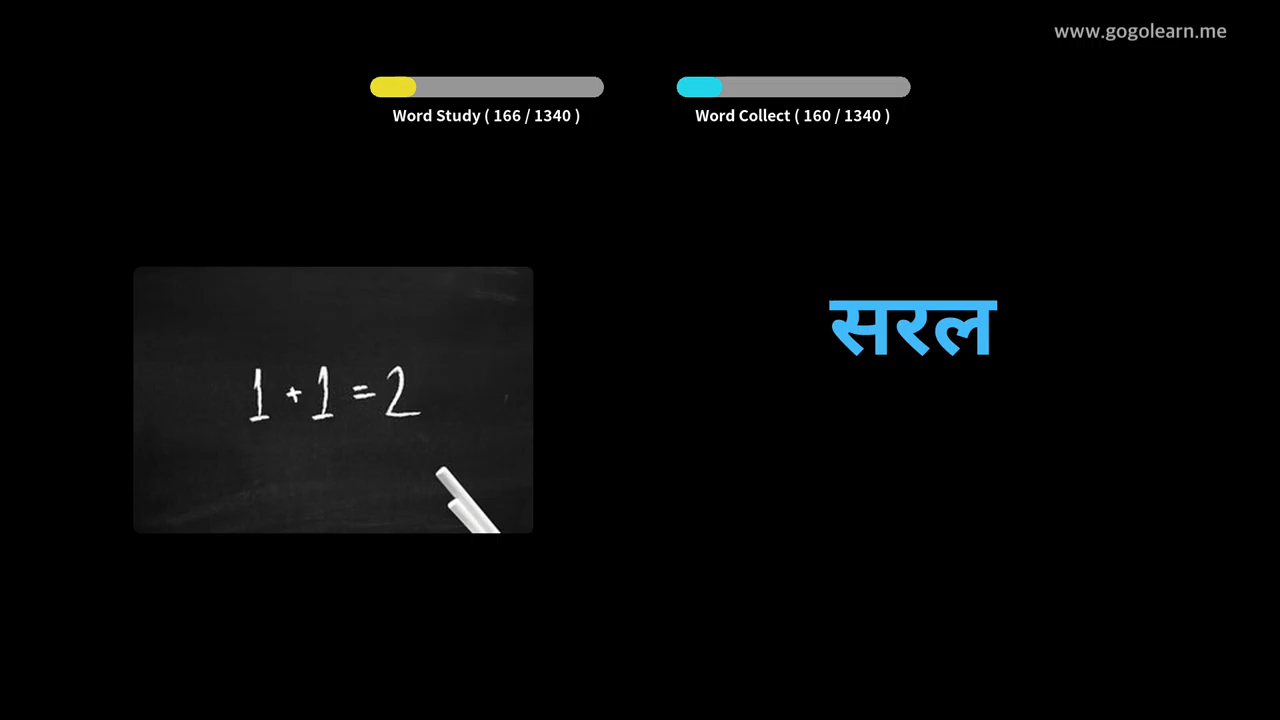 www.gogolearn.me
Word Study ( 166 / 1340 )
Word Collect ( 160 / 1340 )
1 + 1 = 2
सरल